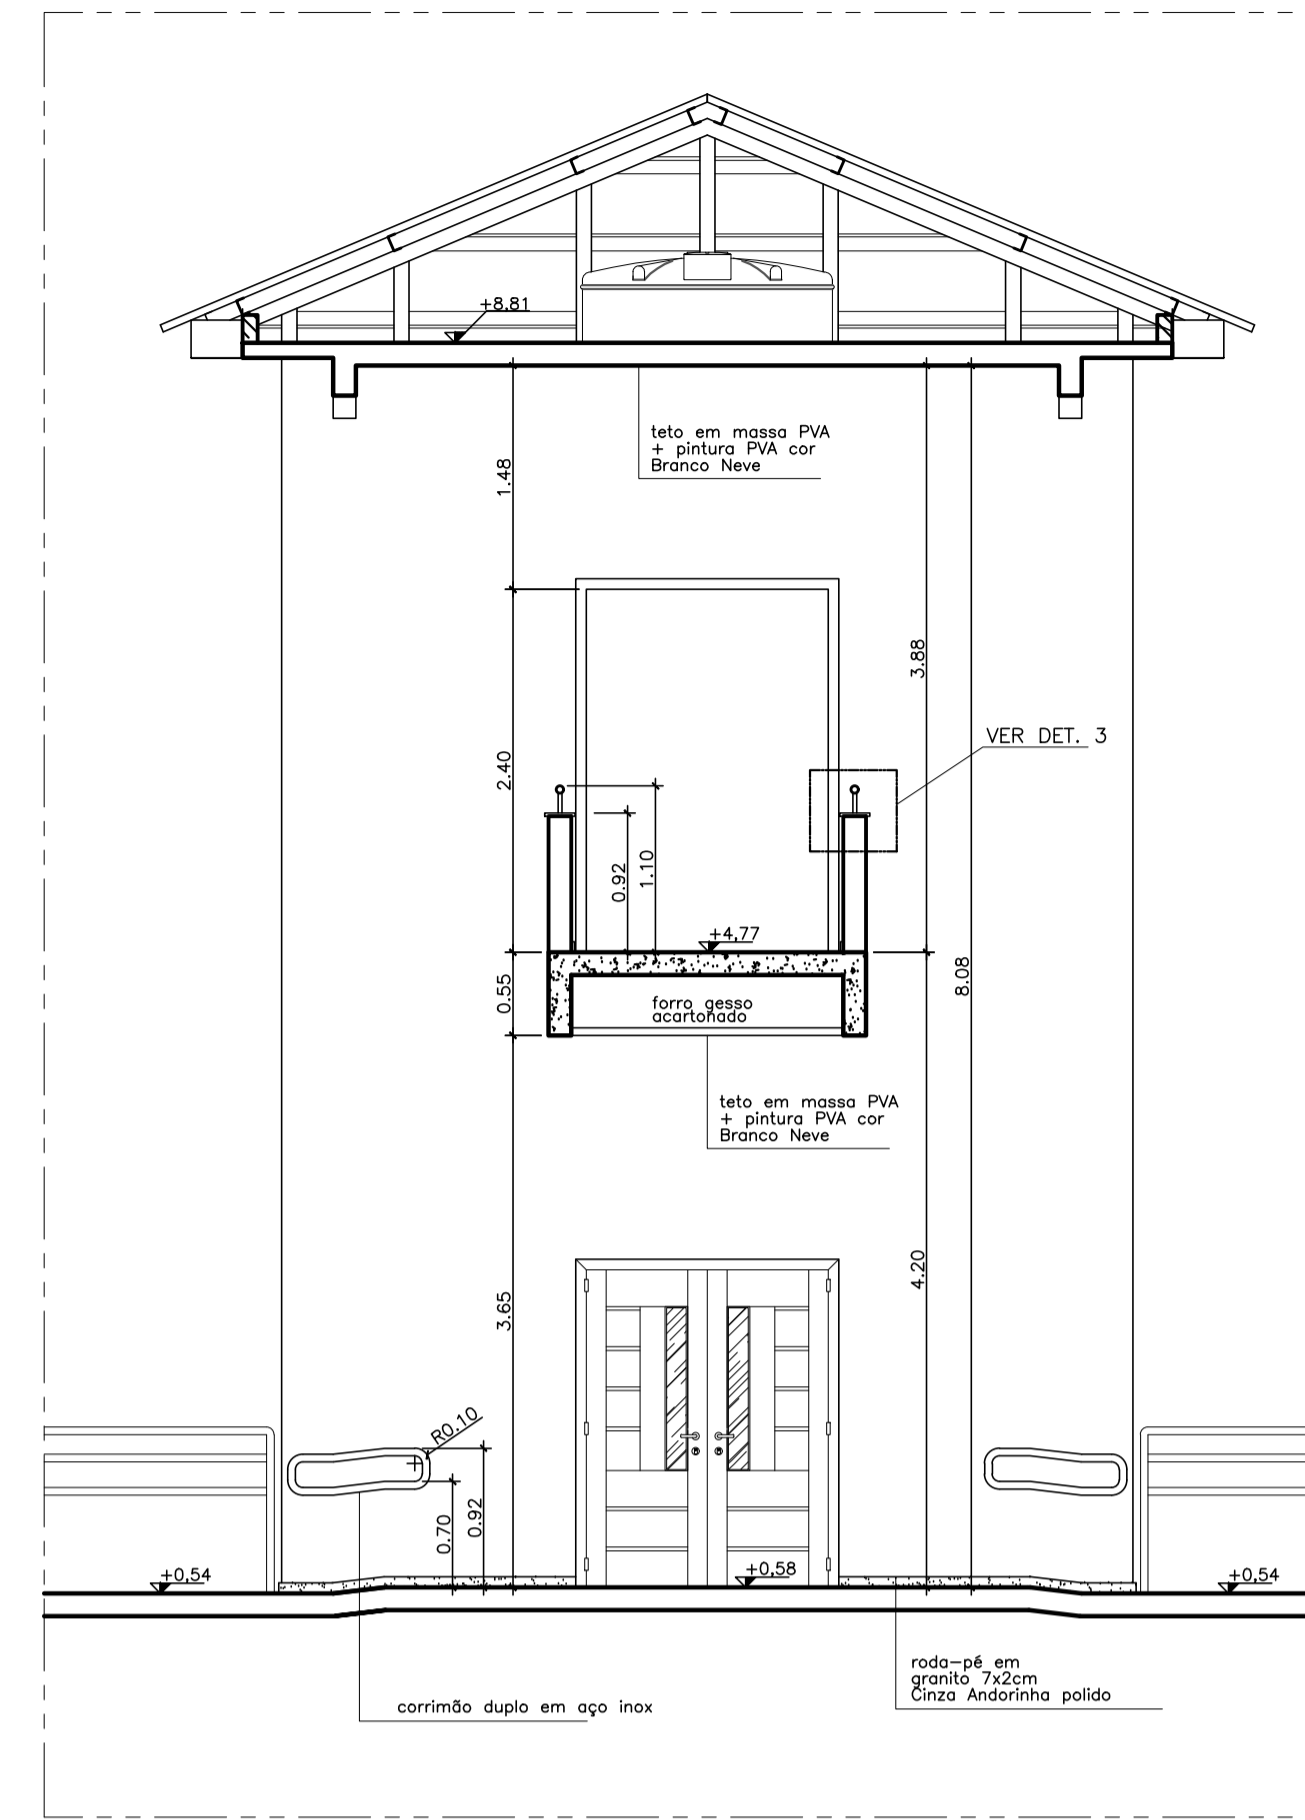 +8,81
teto em massa PVA
+ pintura PVA cor
Branco Neve
1.48
3.88
VER DET. 3
2.40
0.92
1.10
+4,77
0.55
8.08
forro gesso
acartonado
teto em massa PVA
+ pintura PVA cor
Branco Neve
4.20
3.65
R0.10
0.70
0.92
+0,54
+0,58
+0,54
roda-pé em
granito 7x2cm
Cinza Andorinha polido
corrimão duplo em aço inox